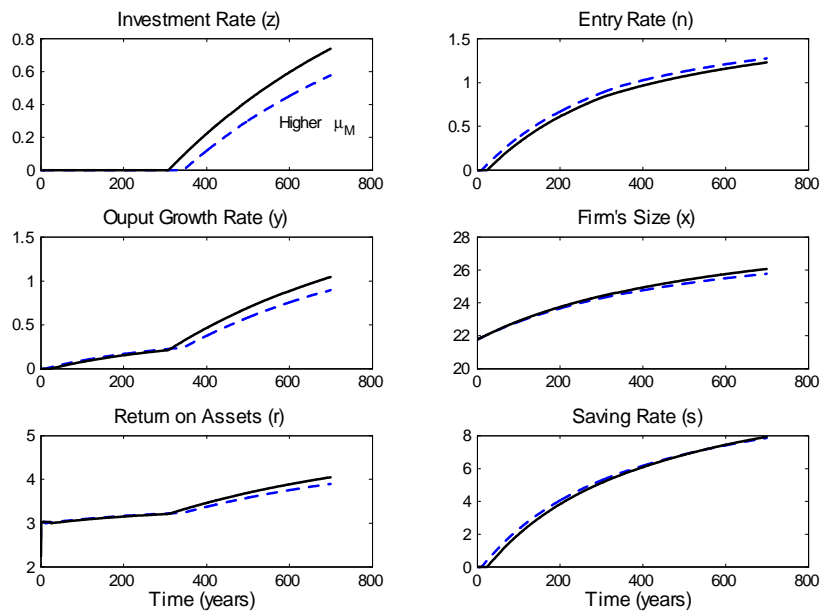 Investment Rate (z)
0.8
0.6
0.4
0.2
0
0 200 400 600 800
Higher μM
Entry Rate (n)
1.5
1
0.5
0
0 200 400 600 800
Ouput Growth Rate (y)
1.5
1
0.5
0
0 200 400 600 800
Firm's Size (x)
28
26
24
22
20
0 200 400 600 800
Return on Assets (r)
5
4
3
2
0 200 400 600 800
Time (years)
Saving Rate (s)
8
6
4
2
0
0 200 400 600 800
Time (years)